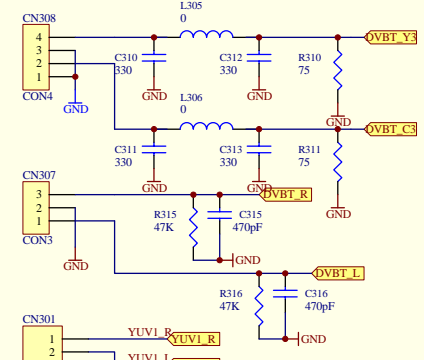 CN308
4
3
2
1
CON4
GND
L305
0
C310
330
GND
C312
330
GND
R310
75
GND
DVBT_Y3
L306
0
C311
330
GND
C313
330
GND
R311
75
GND
DVBT_C3
CN307
3
2
1
CON3
GND
R315
47K
C315
470pF
GND
DVBT_R
R316
47K
C316
470pF
GND
DVBT_L
CN301
1
2
YUV1_R
YUV1_R
YUV1_L